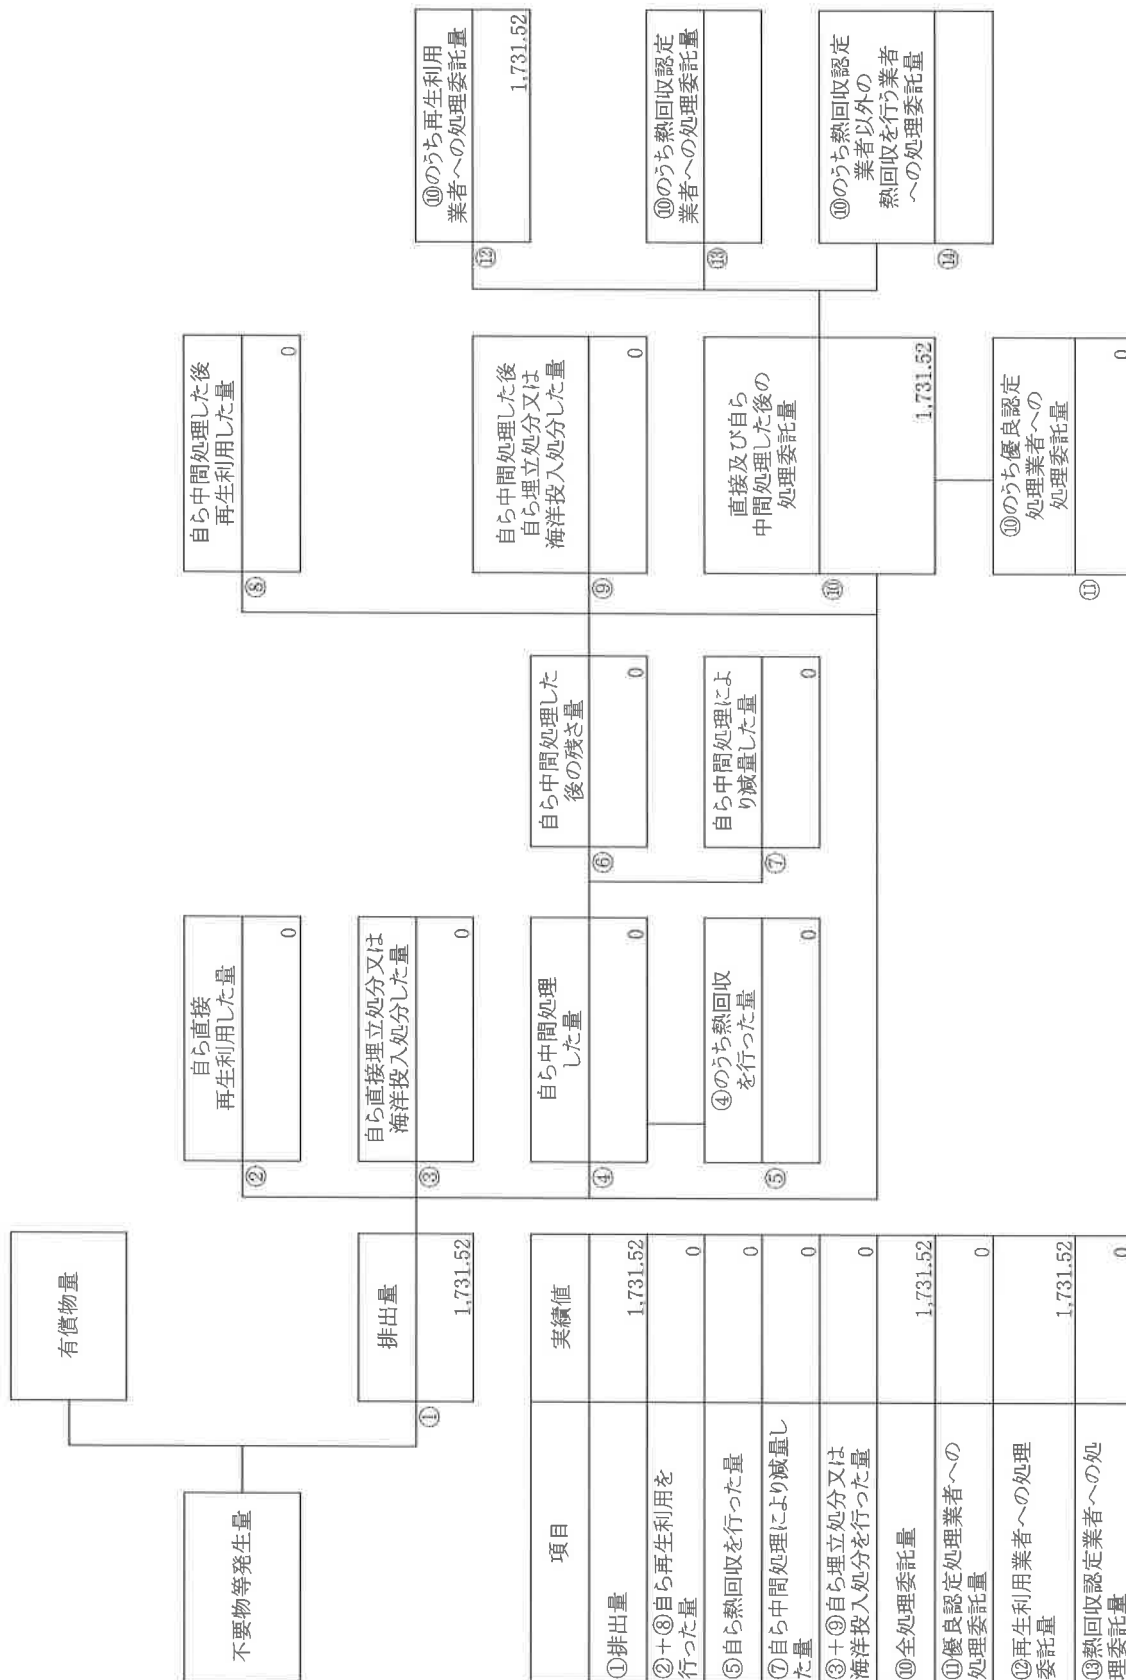 不要物等発生量
有償物量
排出量
①
1,731.52
自ら直接
再生利用した量
②
0
自ら直接埋立処分又は
海洋投入処分した量
③
0
自ら中間処理
した量
④
0
④のうち熱回収
を行った量
⑤
0
自ら中間処理した
後の残さ量
⑥
0
自ら中間処理によ
り減量した量
⑦
0
自ら中間処理した後
再生利用した量
⑧
0
自ら中間処理した後
自ら埋立処分又は
海洋投入処分した量
⑨
0
直接及び自ら
中間処理した後の
処理委託量
⑩
1,731.52
⑩のうち優良認定
処理業者への
処理委託量
⑪
0
⑩のうち再生利用
業者への処理委託量
⑫
1,731.52
⑩のうち熱回収認定
業者への処理委託量
⑬
⑩のうち熱回収認定
業者以外の
熱回収を行う業者
への処理委託量
⑭
項目
実績値
①排出量
1,731.52
②+⑧自ら再生利用を
行った量
0
⑤自ら熱回収を行った量
0
⑦自ら中間処理により減量し
た量
0
③+⑨自ら埋立処分又は
海洋投入処分を行った量
0
⑩全処理委託量
1,731.52
⑪優良認定処理業者への
処理委託量
0
⑫再生利用業者への処理
委託量
1,731.52
⑬熱回収認定業者への処
理委託量
0